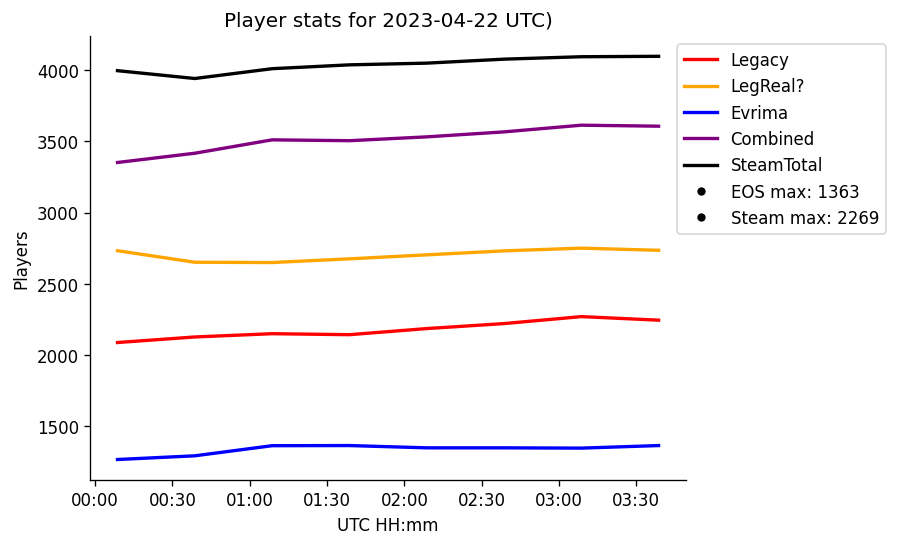 Player stats for 2023-04-22 UTC)
4000
3500
3000
2500
2000
1500
Players
00:00 00:30 01:00 01:30 02:00 02:30 03:00 03:30
UTC HH:mm
Legacy
LegReal?
Evrima
Combined
SteamTotal
EOS max: 1363
Steam max: 2269